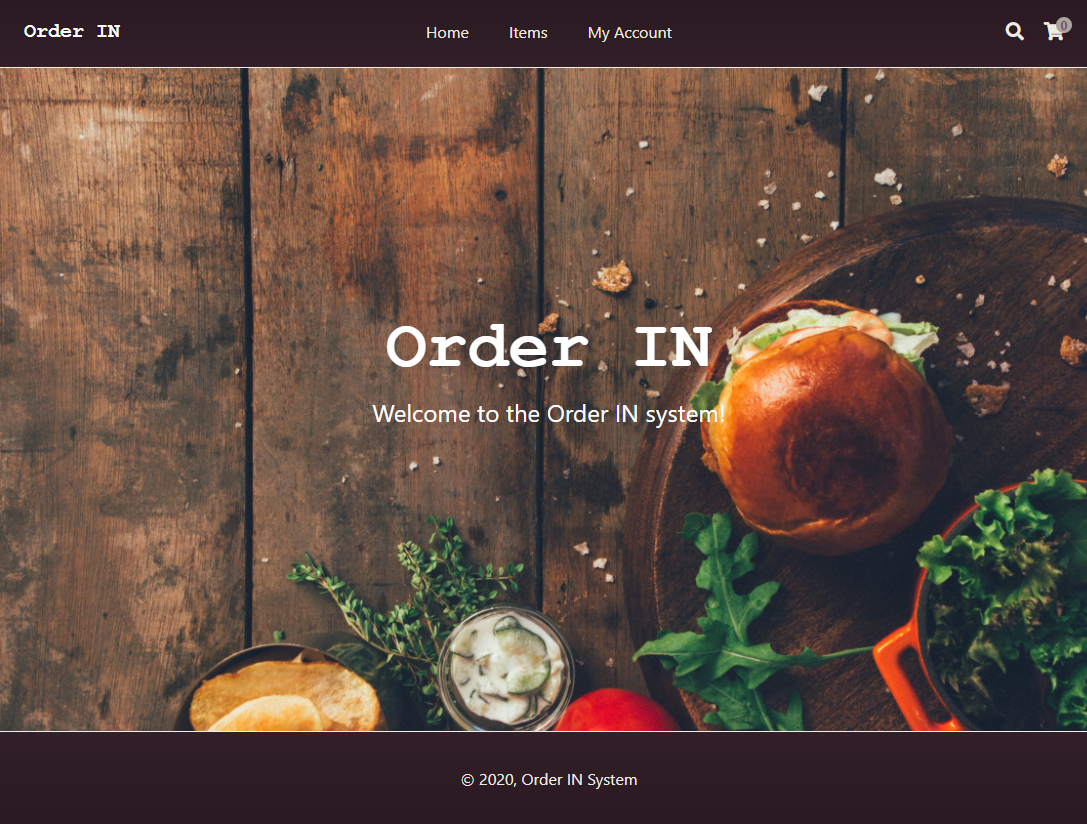 Order IN
Home
Items
My Account
0
Order IN
Welcome to the Order IN system!
© 2020, Order IN System